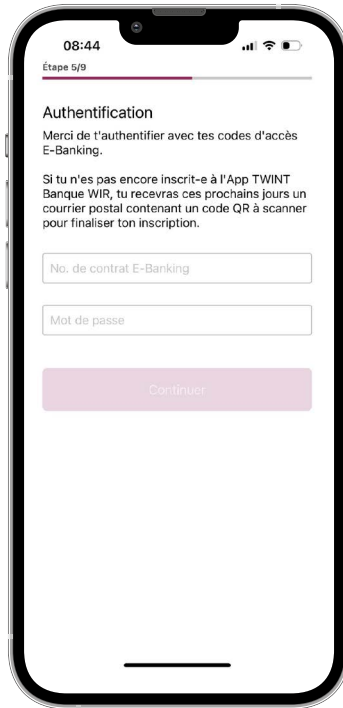 08:44
Étape 5/9
Authentification
Merci de t'authentifier avec tes codes d'accès
E-Banking.
Si tu n'es pas encore inscrit-e à l'App TWINT
Banque WIR, tu recevras ces prochains jours un
courrier postal contenant un code QR à scanner
pour finaliser ton inscription.
No. de contrat E-Banking
Mot de passe
Continuer